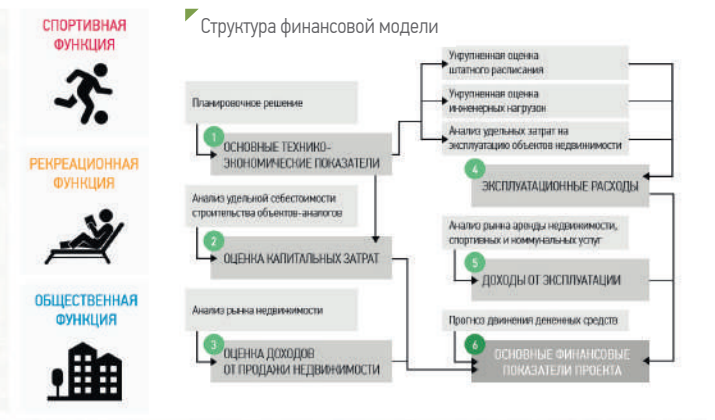 СПОРТИВНАЯ
ФУНКЦИЯ
РЕКРЕАЦИОННАЯ
ФУНКЦИЯ
ОБЩЕСТВЕННАЯ
ФУНКЦИЯ
Структура финансовой модели
Планировочное решение
1
ОСНОВНЫЕ ТЕХНИКО-
ЭКОНОМИЧЕСКИЕ ПОКАЗАТЕЛИ
Анализ удельной себестоимости
строительства объектов-аналогов
2
ОЦЕНКА КАПИТАЛЬНЫХ ЗАТРАТ
Анализ рынка недвижимости
3
ОЦЕНКА ДОХОДОВ
ОТ ПРОДАЖИ НЕДВИЖИМОСТИ
Укрупненная оценка
штатного расписания
Укрупненная оценка
инженерных нагрузок
Анализ удельных затрат на
эксплуатацию объектов недвижимости
4
ЭКСПЛУАТАЦИОННЫЕ РАСХОДЫ
Анализ рынка аренды недвижимости,
спортивных и коммунальных услуг
5
ДОХОДЫ ОТ ЭКСПЛУАТАЦИИ
Прогноз движения денежных средств
6
ОСНОВНЫЕ ФИНАНСОВЫЕ
ПОКАЗАТЕЛИ ПРОЕКТА